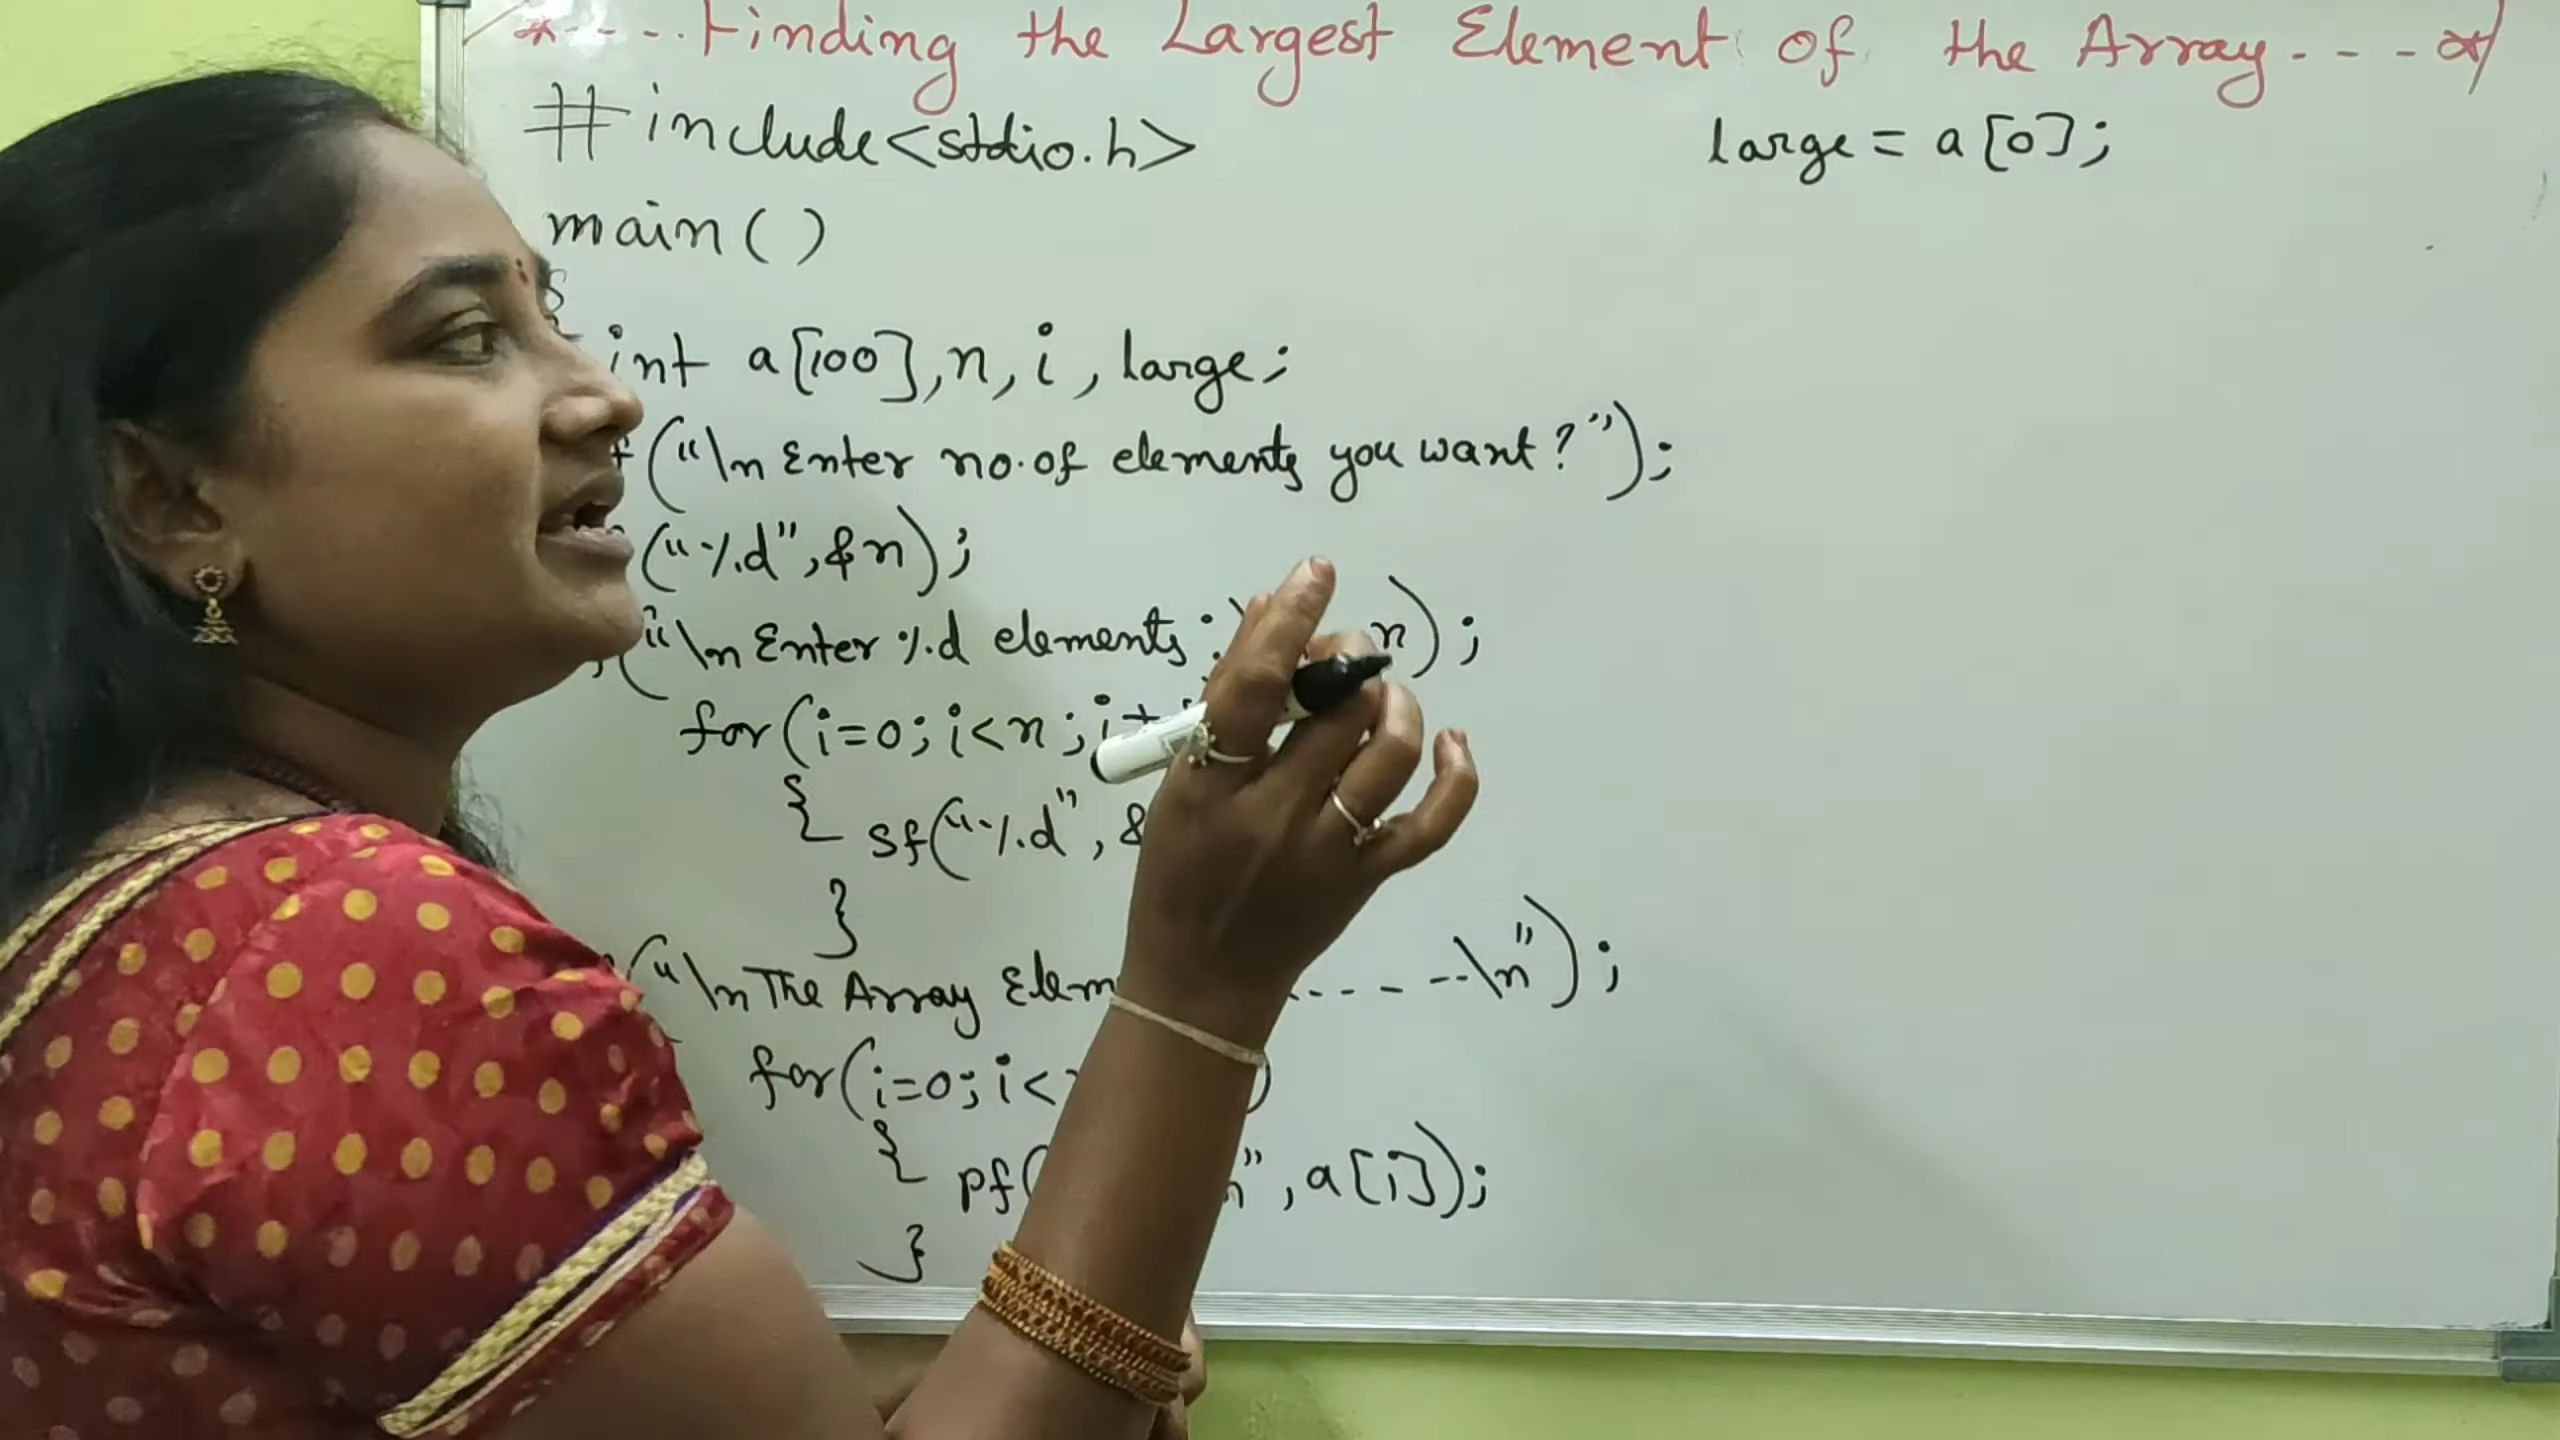 /*---- Finding the Largest Element of the Array---*/
#include<stdio.h>
main()
{
int a[100],n,i,large;
f("\n Enter no.of elements you want?");
("%d",&n);
("\n Enter %d elements: n);
for(i=0;i<n;i+
{ sf("%d", &
}
("\n The Array Elem ---- --\n");
for(i=0;i< )
{ pf( n",a[i]);
}
large = a[0];